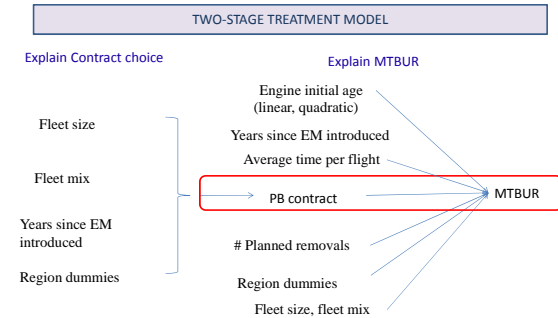 TWO-STAGE TREATMENT MODEL
Explain Contract choice
Fleet size
Fleet mix
Years since EM
introduced
Region dummies
Explain MTBUR
Engine initial age
(linear, quadratic)
Years since EM introduced
Average time per flight
PB contract
# Planned removals
Region dummies
Fleet size, fleet mix
MTBUR